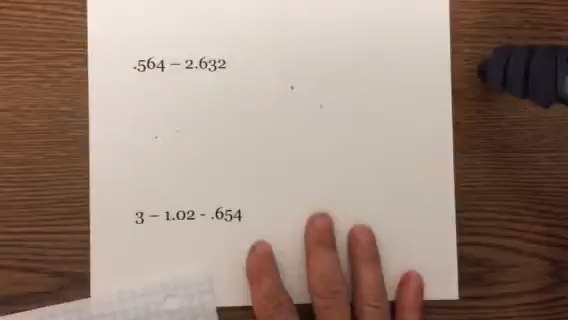 .564 – 2.632
3 – 1.02 - .654